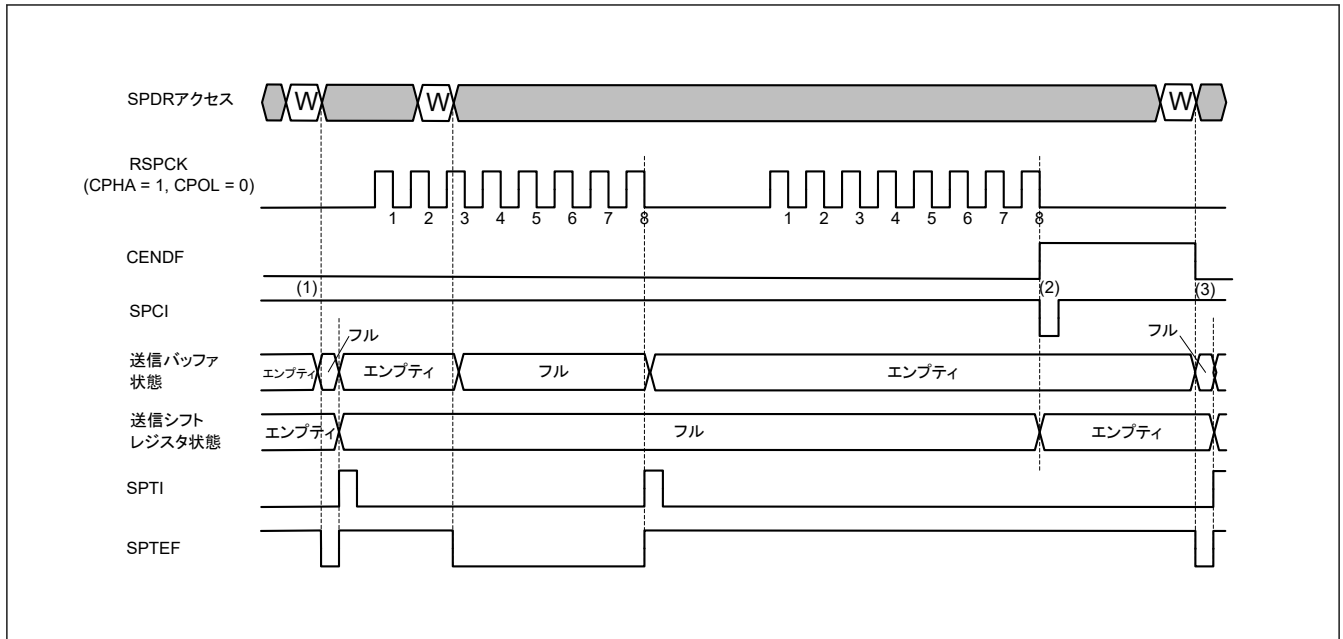 SPDRアクセス
W
W
W
RSPCK
(CPHA = 1, CPOL = 0)
1 2 3 4 5 6 7 8
1 2 3 4 5 6 7 8
CENDF
(1)
(2)
(3)
SPCI
フル
フル
送信バッファ
状態
エンプティ
エンプティ
フル
エンプティ
送信シフト
レジスタ状態
エンプティ
フル
エンプティ
SPTI
SPTEF